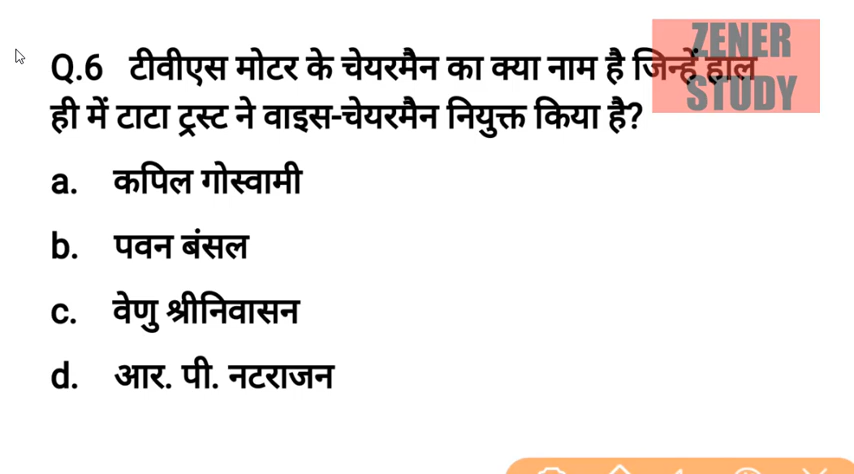 Q.6 टीवीएस मोटर के चेयरमैन का क्या नाम है जिन्हें हाल
ही में टाटा ट्रस्ट ने वाइस-चेयरमैन नियुक्त किया है?
ZENER
STUDY
a. कपिल गोस्वामी
b. पवन बंसल
c. वेणु श्रीनिवासन
d. आर. पी. नटराजन